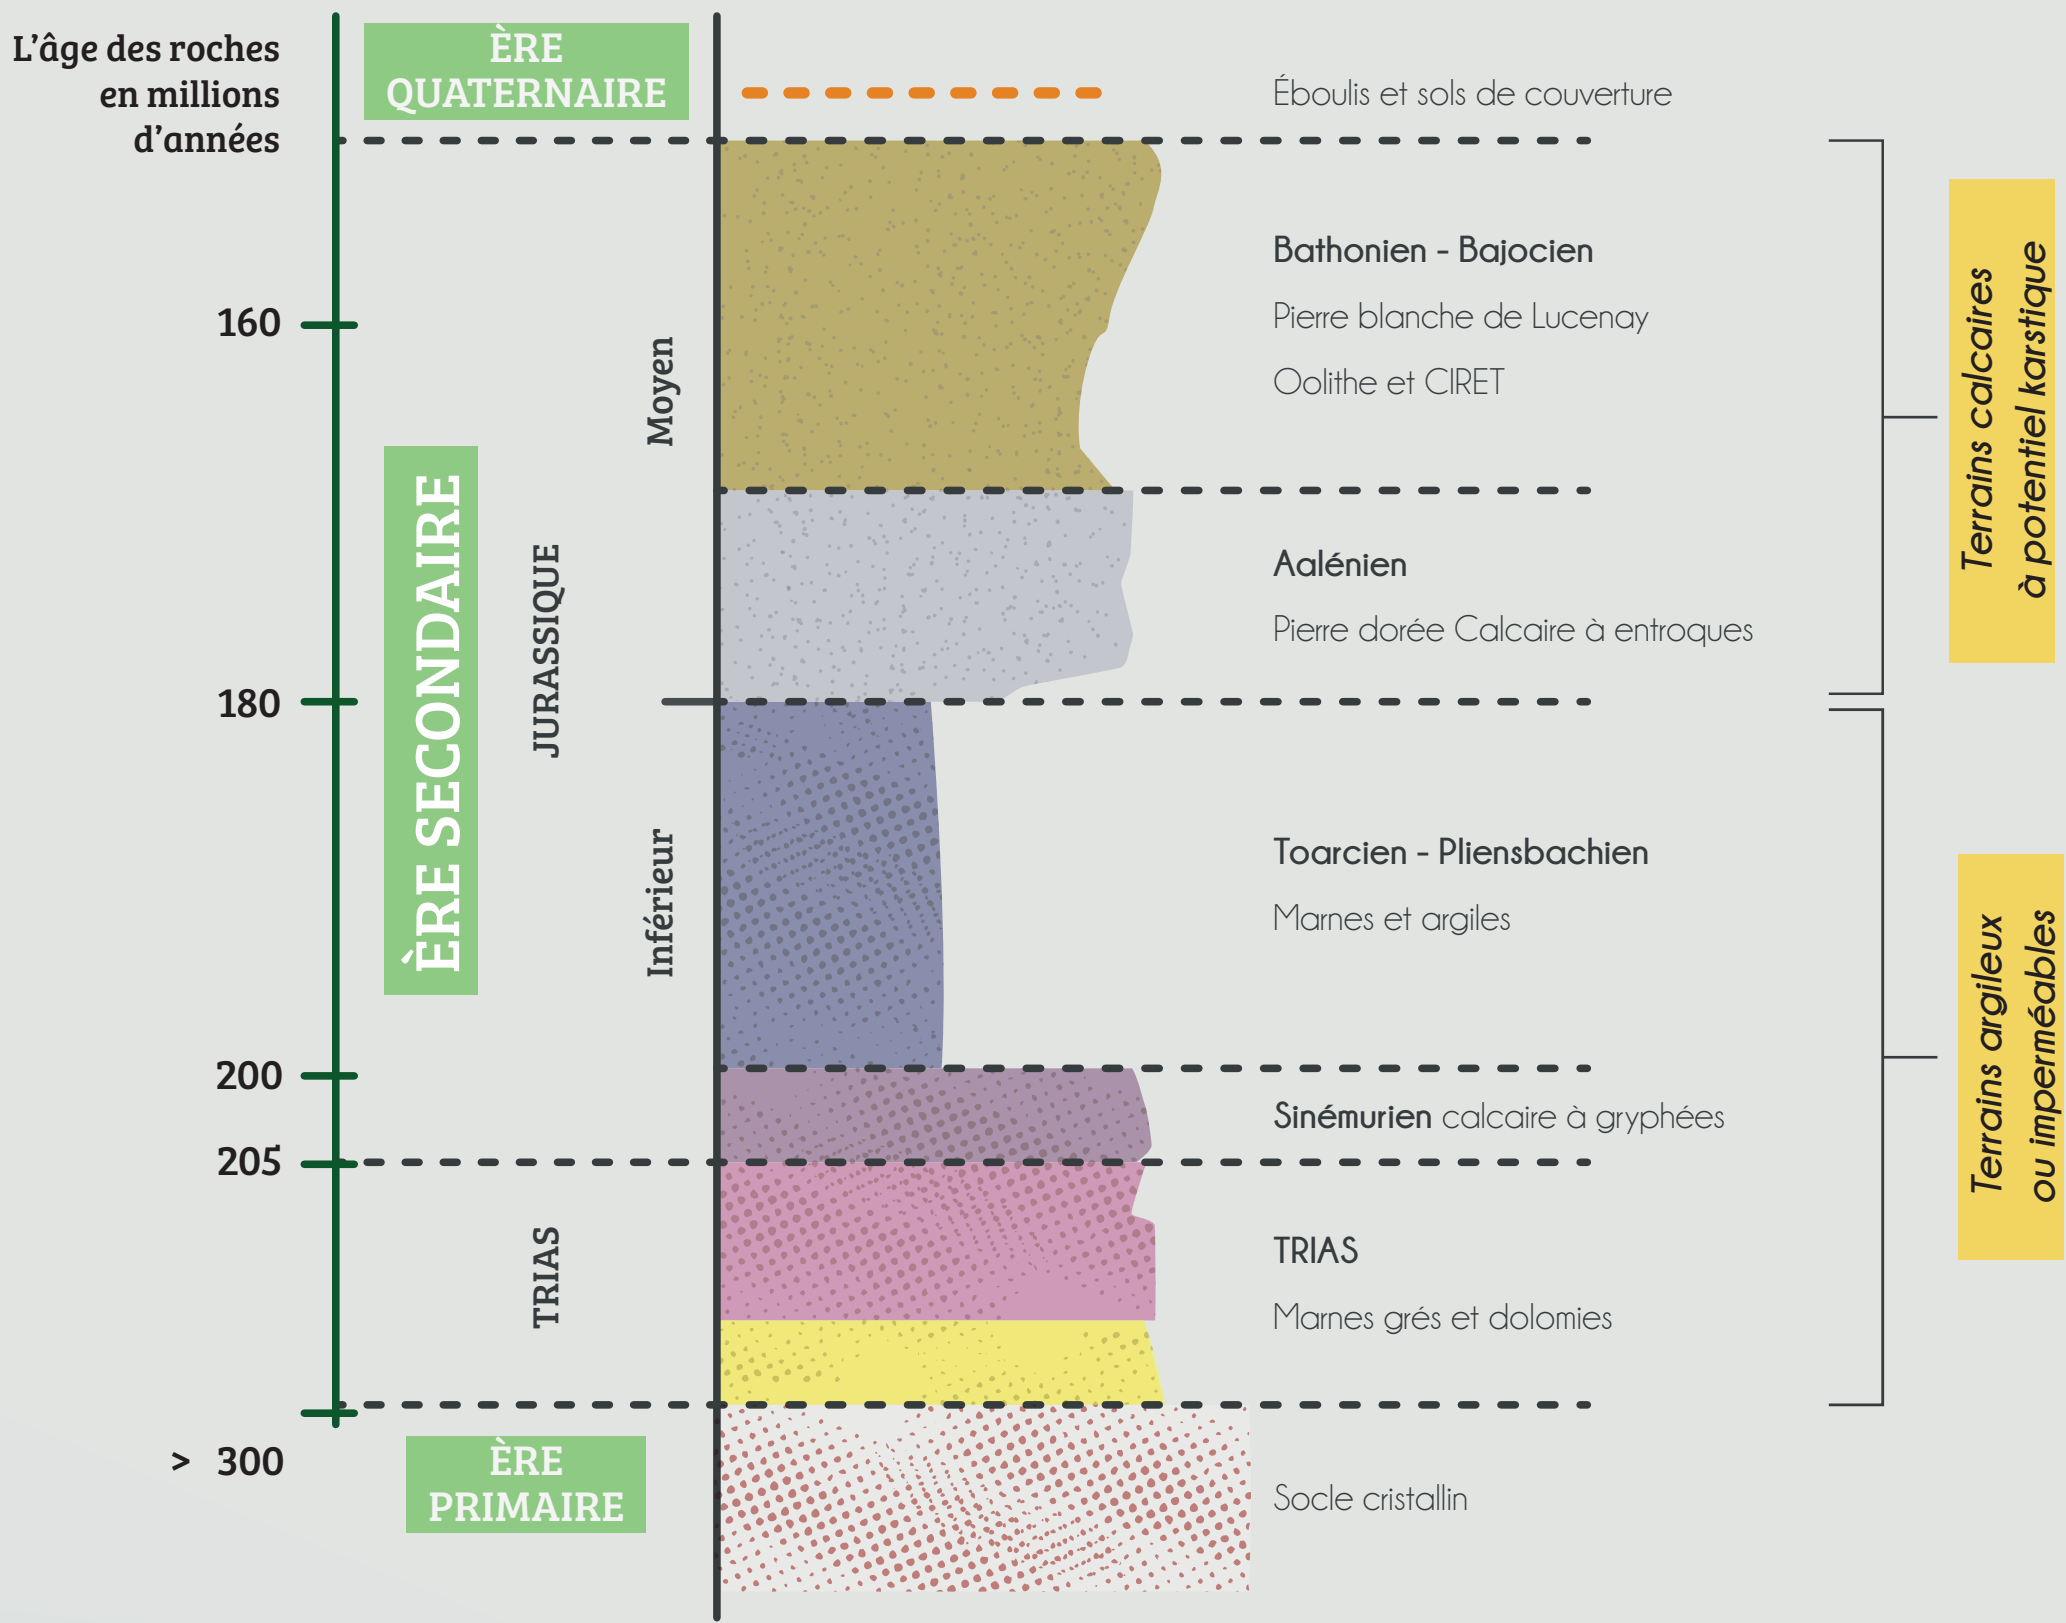 L’âge des roches
en millions
d’années
ÈRE
QUATERNAIRE
Éboulis et sols de couverture
160
180
200
205
> 300
ÈRE SECONDAIRE
JURASSIQUE
Moyen
Inférieur
TRIAS
ÈRE
PRIMAIRE
Bathonien - Bajocien
Pierre blanche de Lucenay
Oolithe et CIRET
Aalénien
Pierre dorée Calcaire à entroques
Toarcien - Pliensbachien
Marnes et argiles
Sinémurien calcaire à gryphées
TRIAS
Marnes grés et dolomies
Socle cristallin
Terrains calcaires
à potentiel karstique
Terrains argileux
ou imperméables